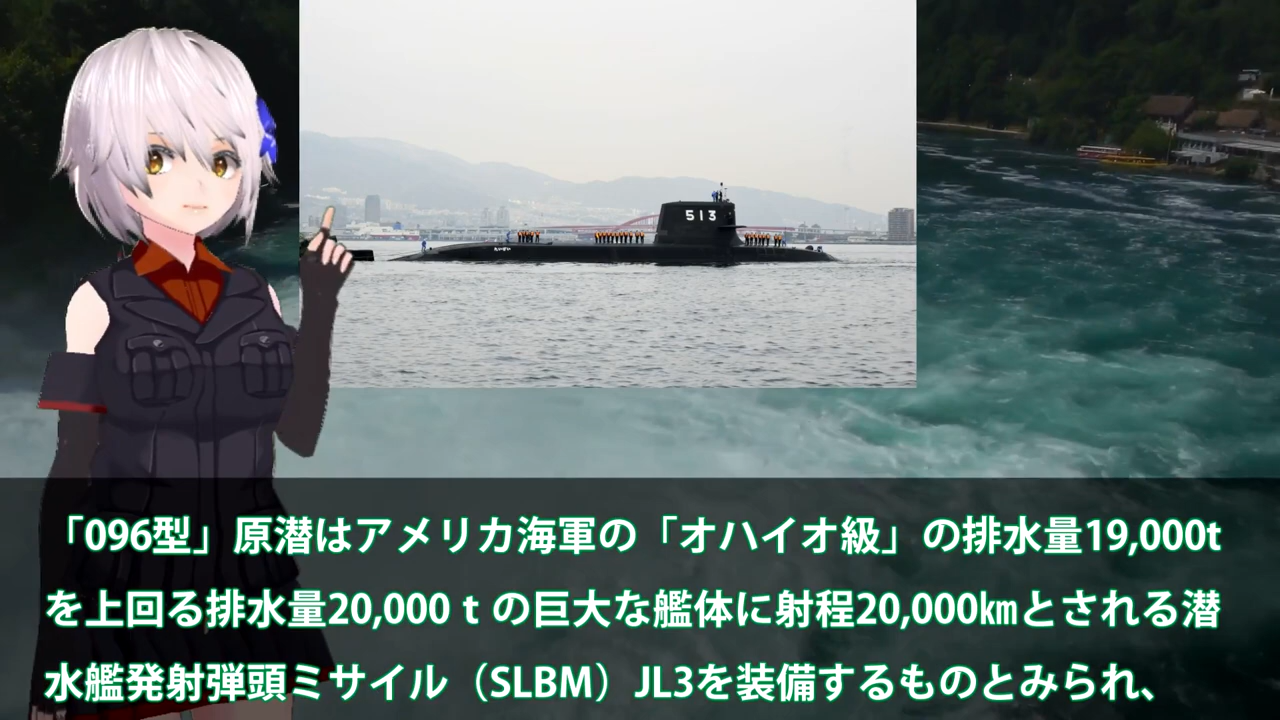 513
「096型」原潜はアメリカ海軍の「オハイオ級」の排水量19,000t
を上回る排水量20,000ｔの巨大な艦体に射程20,000㎞とされる潜
水艦発射弾頭ミサイル（SLBM）JL3を装備するものとみられ、